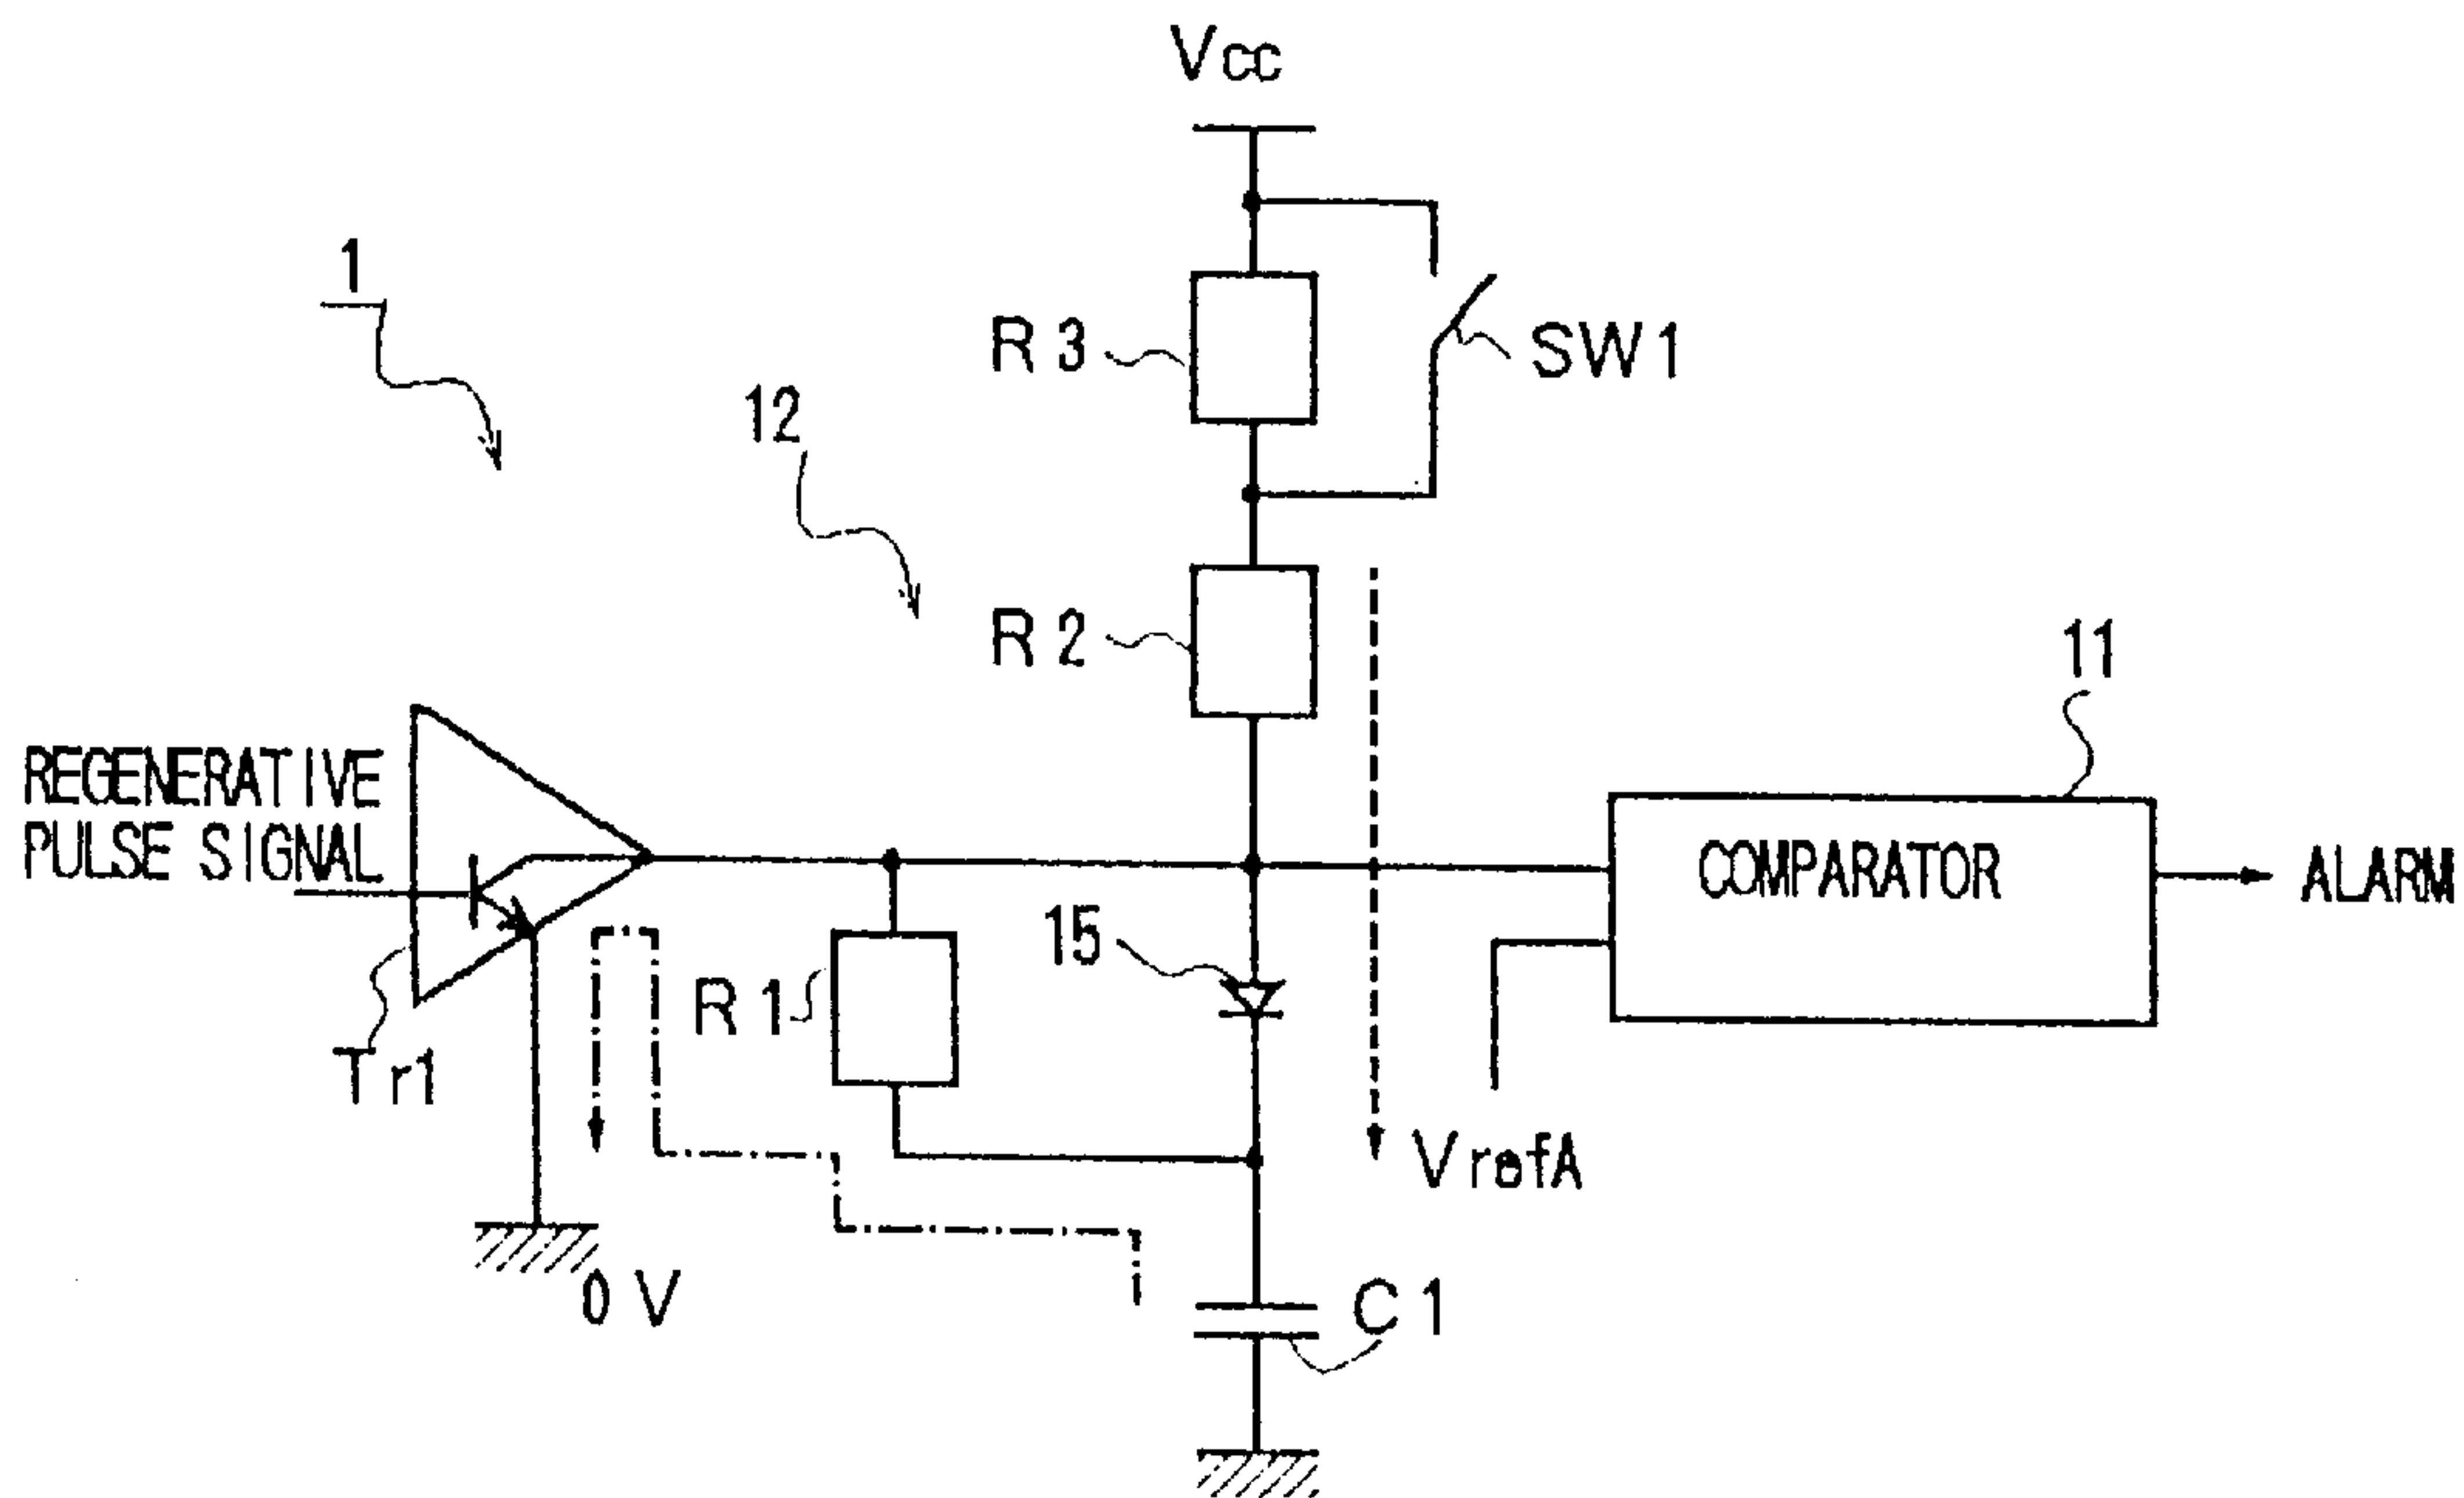 Vcc
1
R3
SW1
12
R2
11
REGENERATIVE
PULSE SIGNAL
COMPARATOR
ALARM
15
R1
Tr1
VrefA
0V
C1